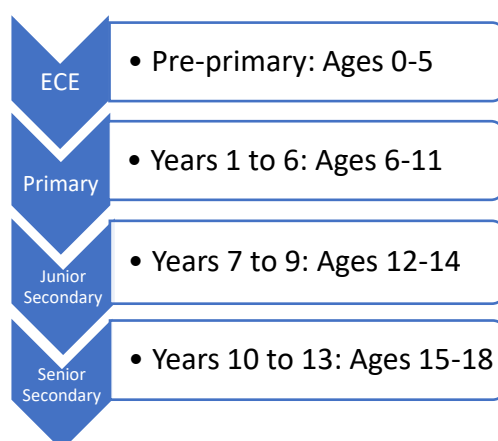 ECE
• Pre-primary: Ages 0-5
Primary
• Years 1 to 6: Ages 6-11
Junior
Secondary
• Years 7 to 9: Ages 12-14
Senior
Secondary
• Years 10 to 13: Ages 15-18